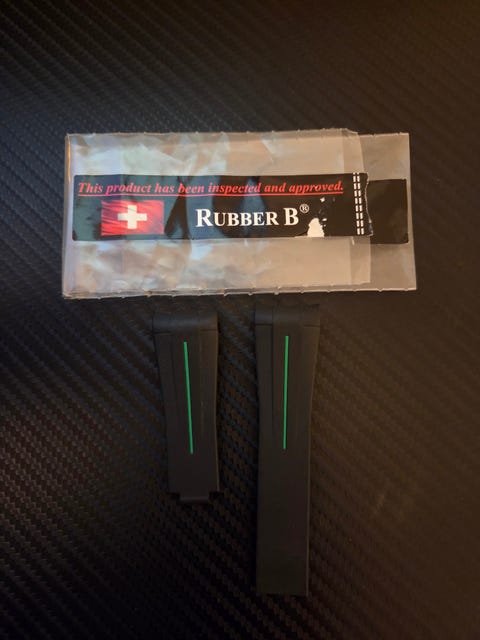 This product has been inspected and approved.
RUBBER B®